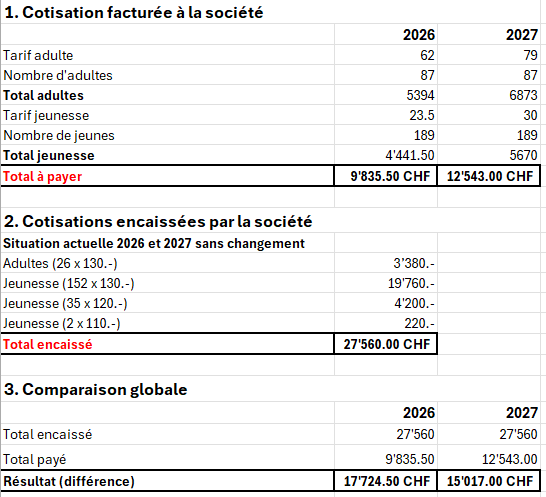 1. Cotisation facturée à la société
2026 2027
Tarif adulte 62 79
Nombre d'adultes 87 87
Total adultes 5394 6873
Tarif jeunesse 23.5 30
Nombre de jeunes 189 189
Total jeunesse 4'441.50 5670
Total à payer 9'835.50 CHF 12'543.00 CHF
2. Cotisations encaissées par la société
Situation actuelle 2026 et 2027 sans changement
Adultes (26 x 130.-) 3'380.-
Jeunesse (152 x 130.-) 19'760.-
Jeunesse (35 x 120.-) 4'200.-
Jeunesse (2 x 110.-) 220.-
Total encaissé 27'560.00 CHF
3. Comparaison globale
2026 2027
Total encaissé 27'560 27'560
Total payé 9'835.50 12'543.00
Résultat (différence) 17'724.50 CHF 15'017.00 CHF